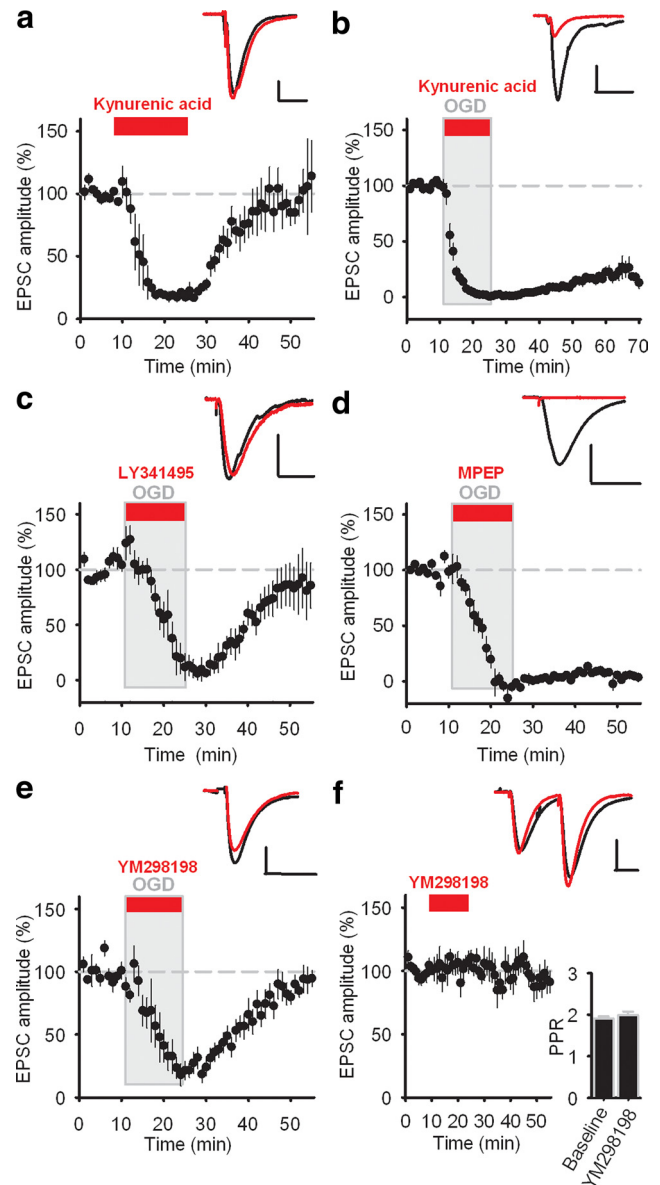 a
Kynurenic acid
150
100
50
0
EPSC amplitude (%)
0 10 20 30 40 50
Time (min)
b
Kynurenic acid
OGD
150
100
50
0
EPSC amplitude (%)
0 10 20 30 40 50 60 70
Time (min)
c
LY341495
OGD
150
100
50
0
EPSC amplitude (%)
0 10 20 30 40 50
Time (min)
d
MPEP
OGD
150
100
50
0
EPSC amplitude (%)
0 10 20 30 40 50
Time (min)
e
YM298198
OGD
150
100
50
0
EPSC amplitude (%)
0 10 20 30 40 50
Time (min)
f
YM298198
150
100
50
0
EPSC amplitude (%)
0 10 20 30 40 50
Time (min)
3
2
1
0
PPR
Baseline
YM298198